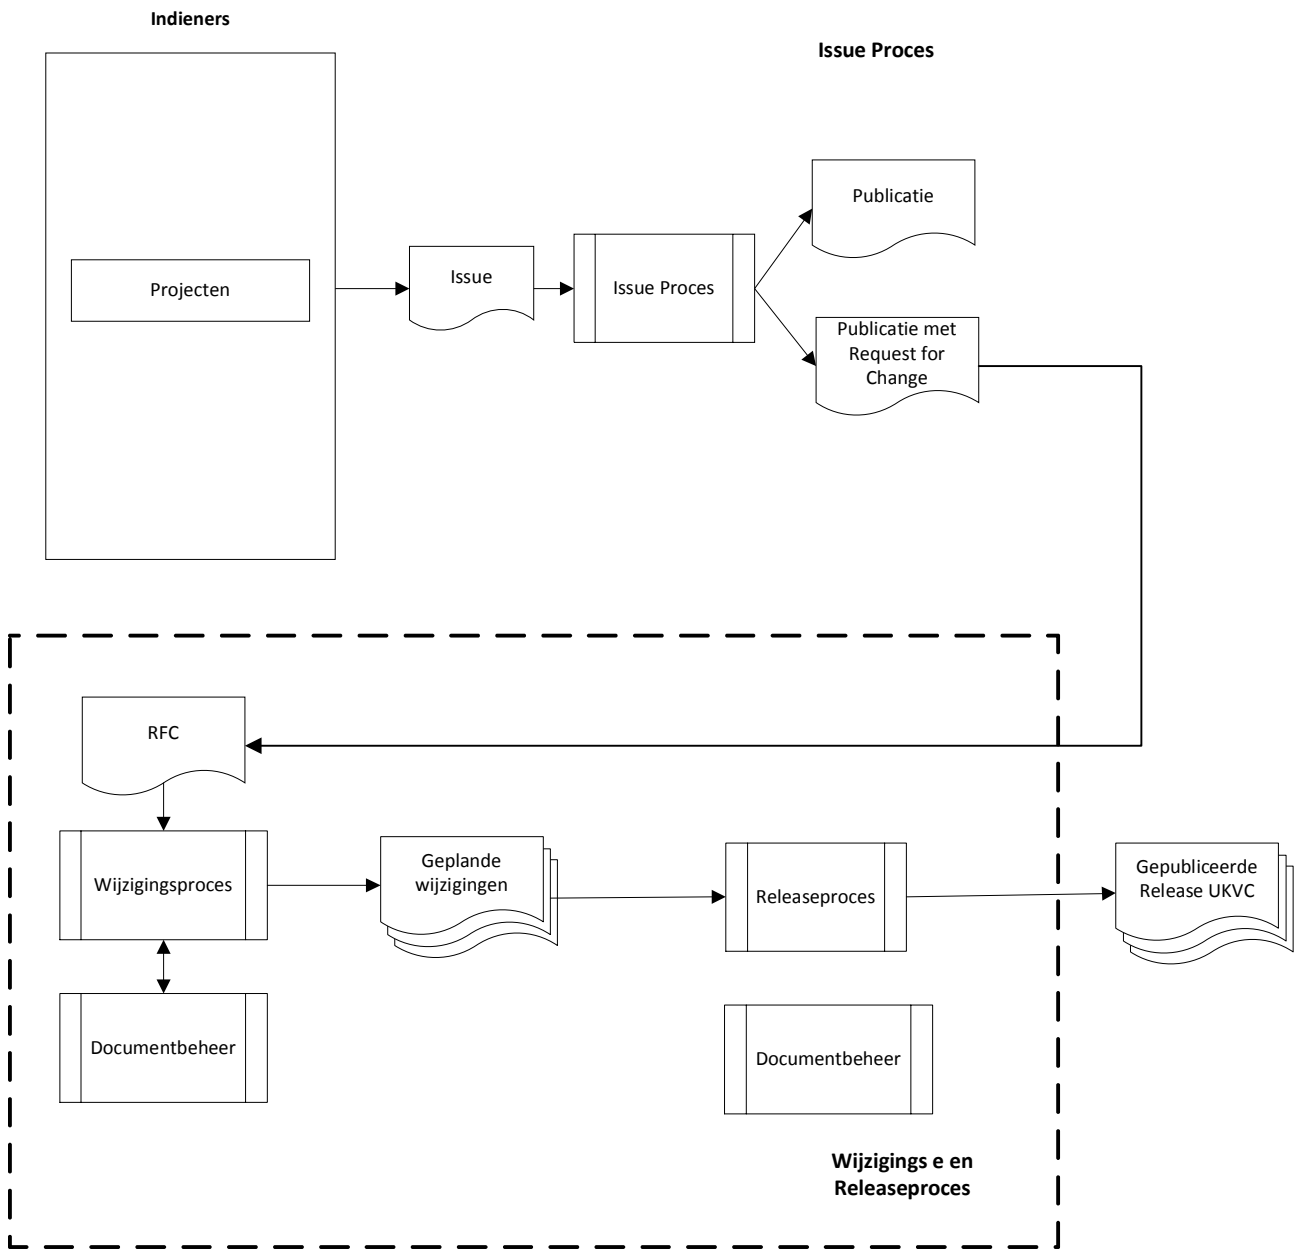 Indieners
Issue Proces
Publicatie
Projecten
Issue
Issue Proces
Publicatie met
Request for
Change
RFC
Wijzigingsproces
Geplande
wijzigingen
Releaseproces
Gepubliceerde
Release UKVC
Documentbeheer
Documentbeheer
Wijzigings e en
Releaseproces